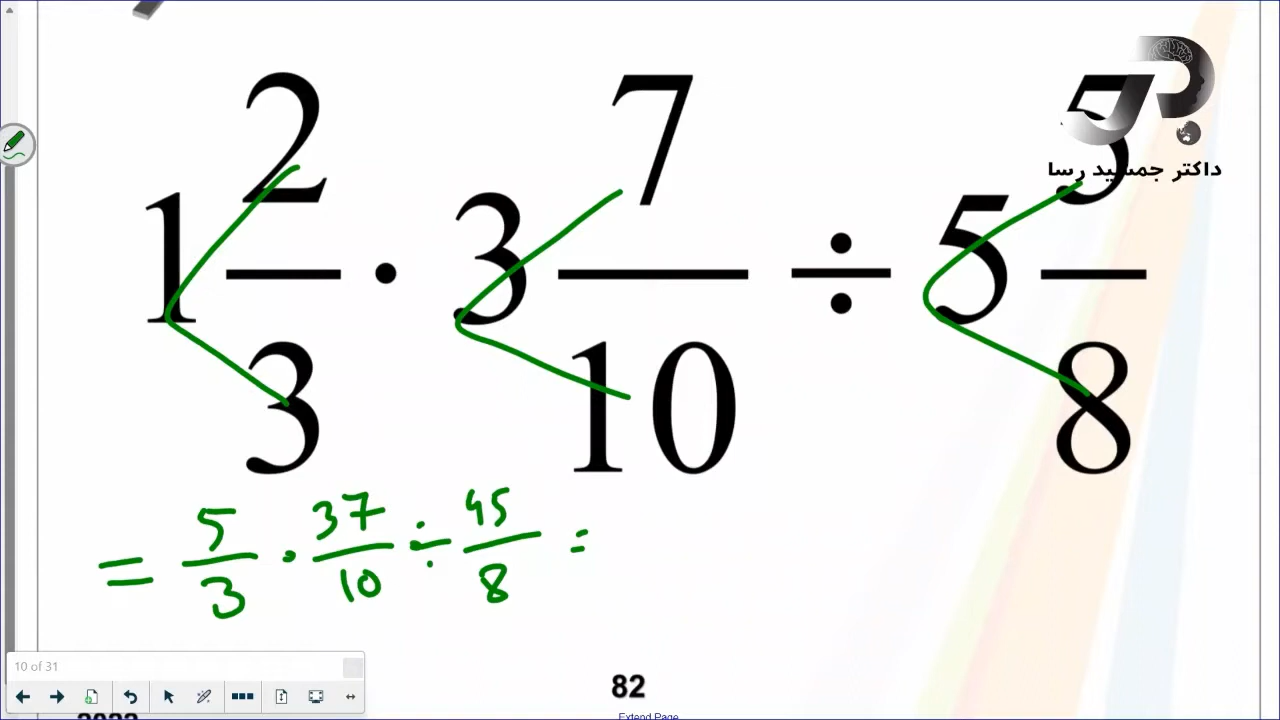 1 2/3 · 3 7/10 ÷ 5 5/8
داکتر جمشید رسا
= 5/3 · 37/10 ÷ 45/8 =
10 of 31
82
Extend Page